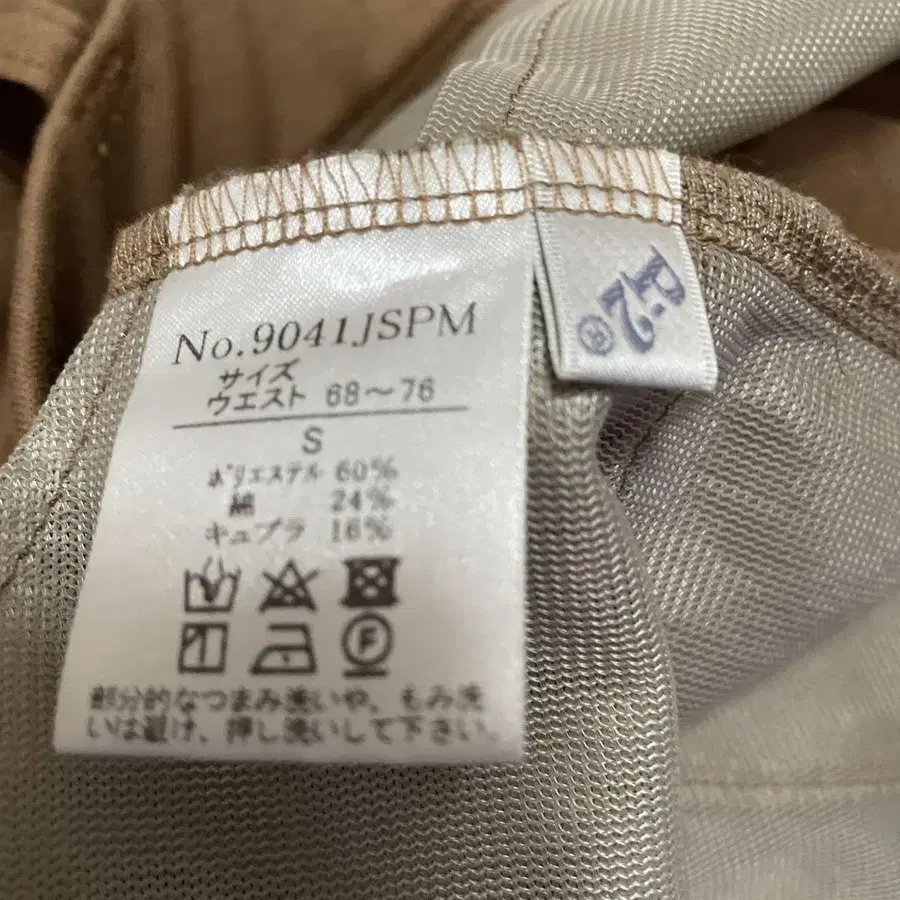 No.9041JSPM
サイズ
ウエスト 68〜76
S
ポリエステル 60%
綿 24%
キュプラ 16%
F
部分的なつまみ洗いや、もみ洗
いは避け、押し洗いして下さい。
P-2®